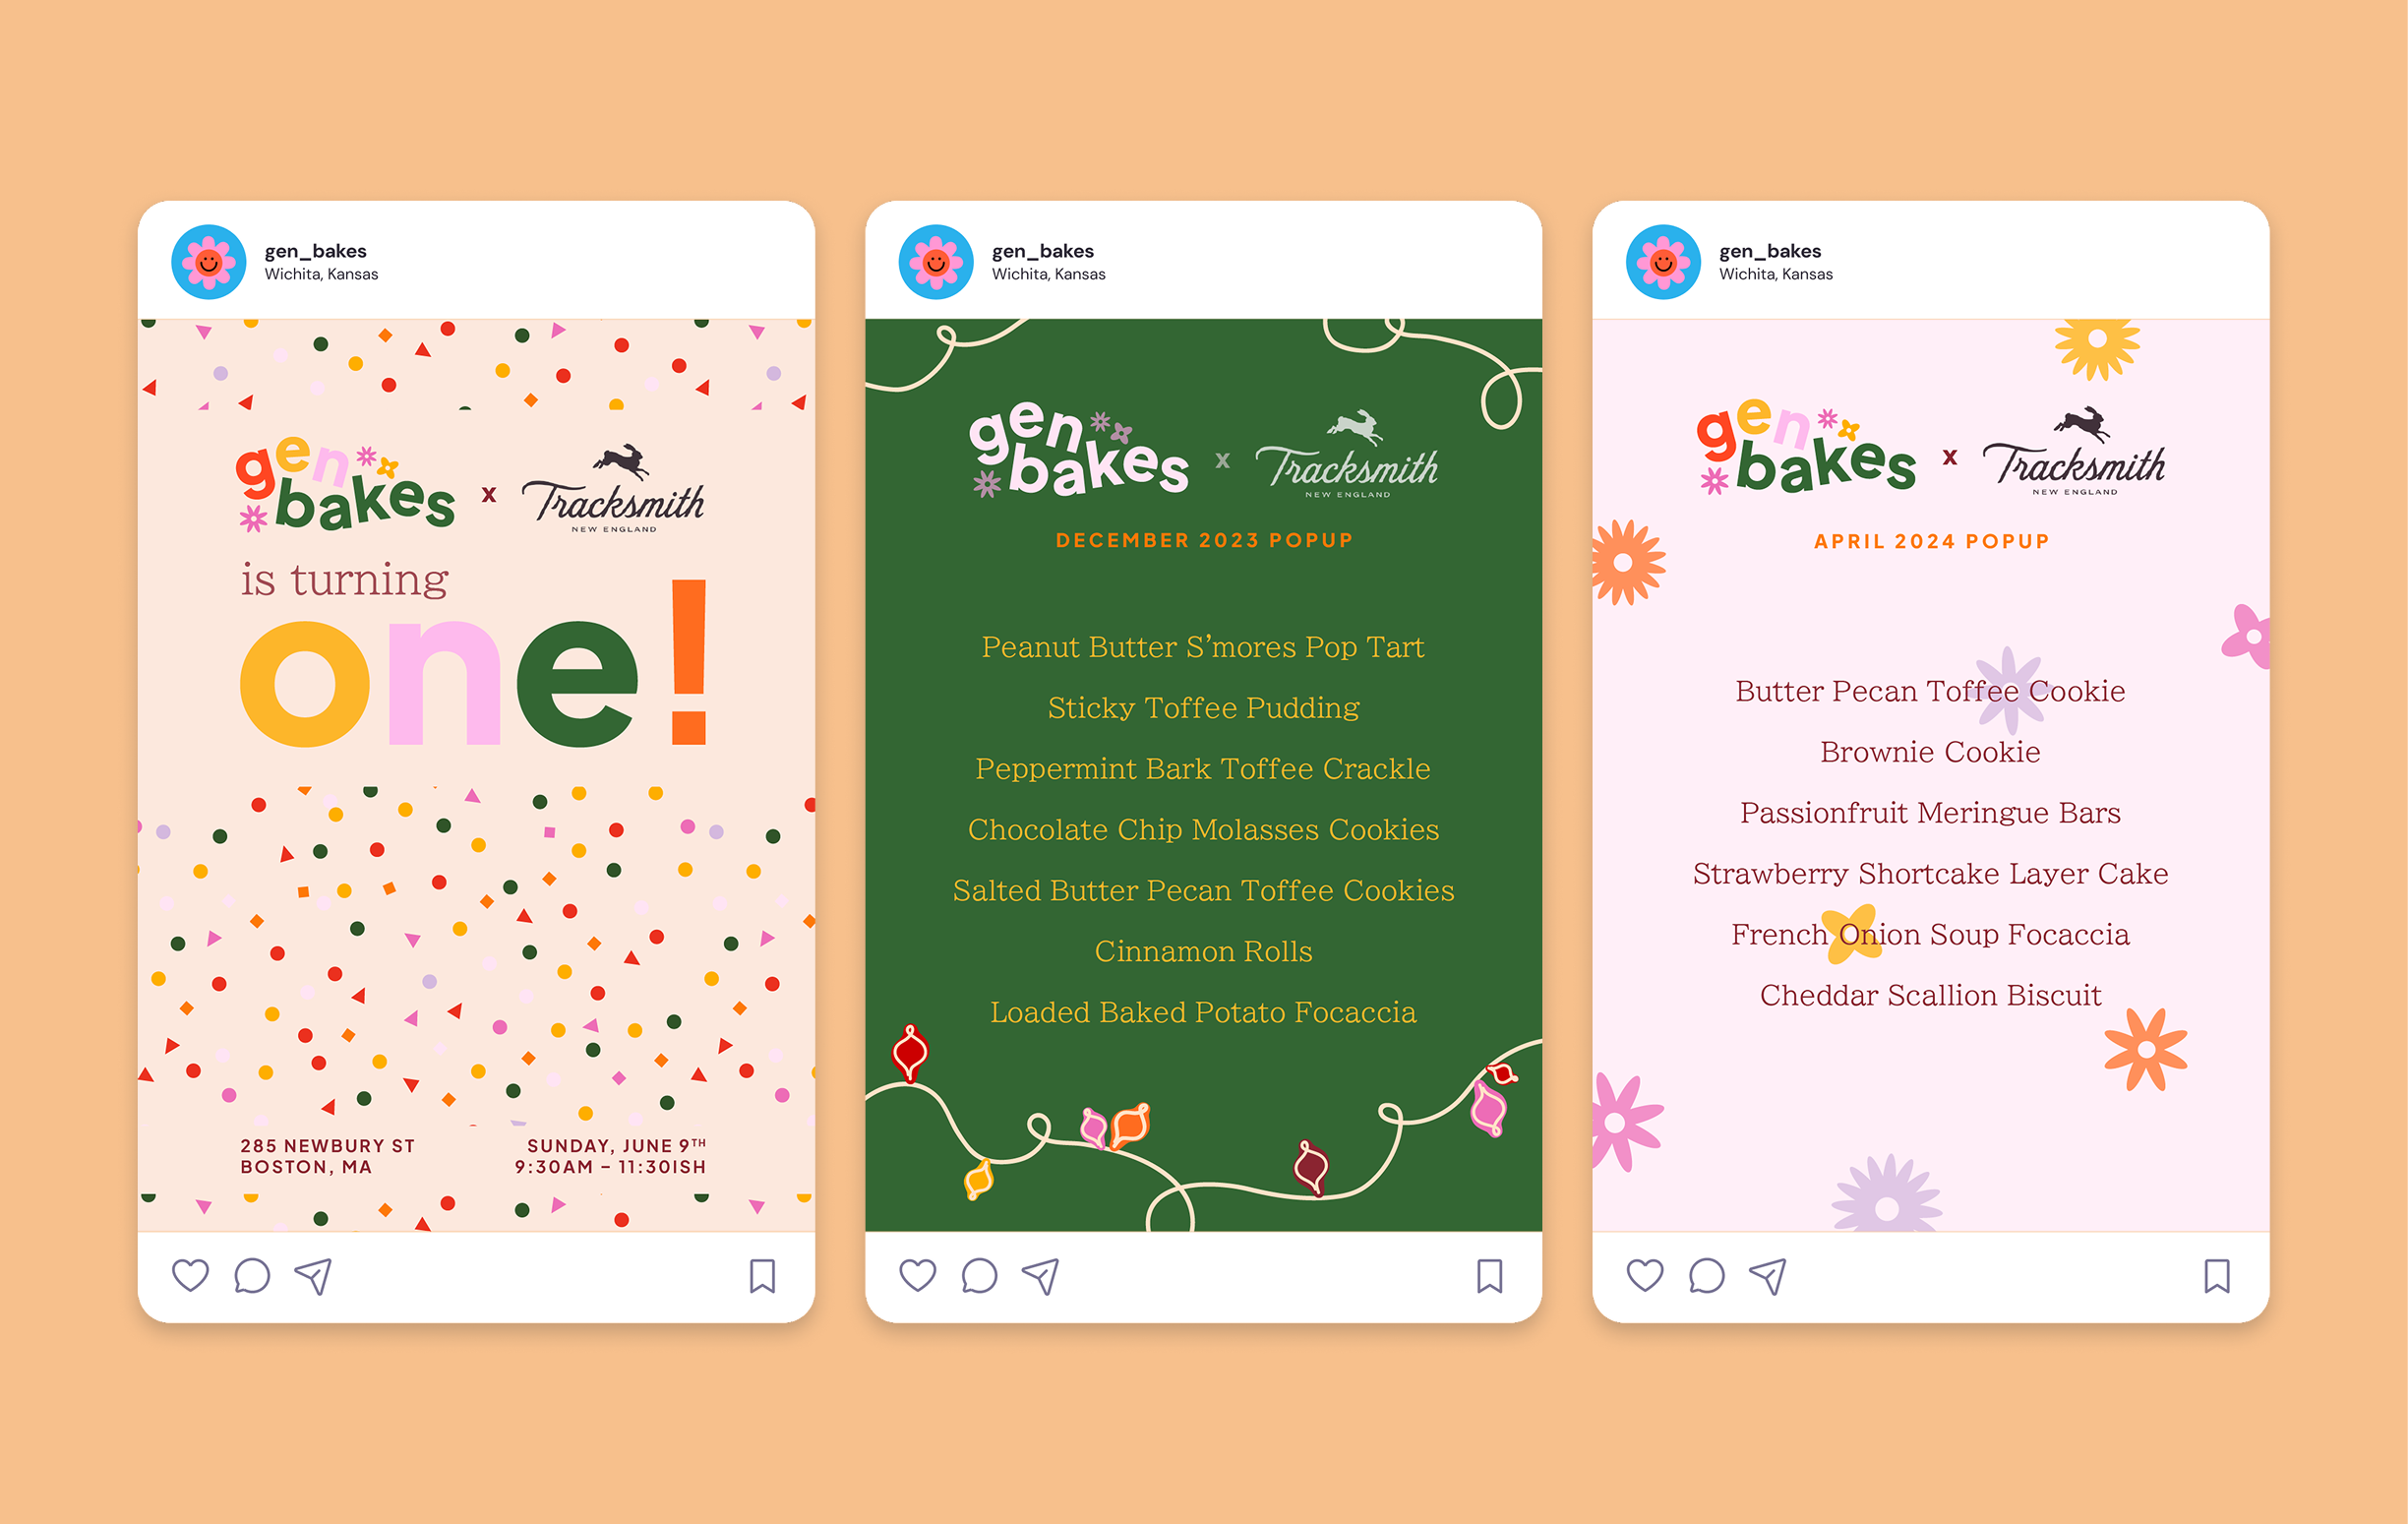 gen_bakes
Wichita, Kansas
gen
bakes
x
Tracksmith
NEW ENGLAND
is turning
one!
285 NEWBURY ST
BOSTON, MA
SUNDAY, JUNE 9TH
9:30AM – 11:30ISH
gen_bakes
Wichita, Kansas
gen
bakes
x
Tracksmith
NEW ENGLAND
DECEMBER 2023 POPUP
Peanut Butter S’mores Pop Tart
Sticky Toffee Pudding
Peppermint Bark Toffee Crackle
Chocolate Chip Molasses Cookies
Salted Butter Pecan Toffee Cookies
Cinnamon Rolls
Loaded Baked Potato Focaccia
gen_bakes
Wichita, Kansas
gen
bakes
x
Tracksmith
NEW ENGLAND
APRIL 2024 POPUP
Butter Pecan Toffee Cookie
Brownie Cookie
Passionfruit Meringue Bars
Strawberry Shortcake Layer Cake
French Onion Soup Focaccia
Cheddar Scallion Biscuit